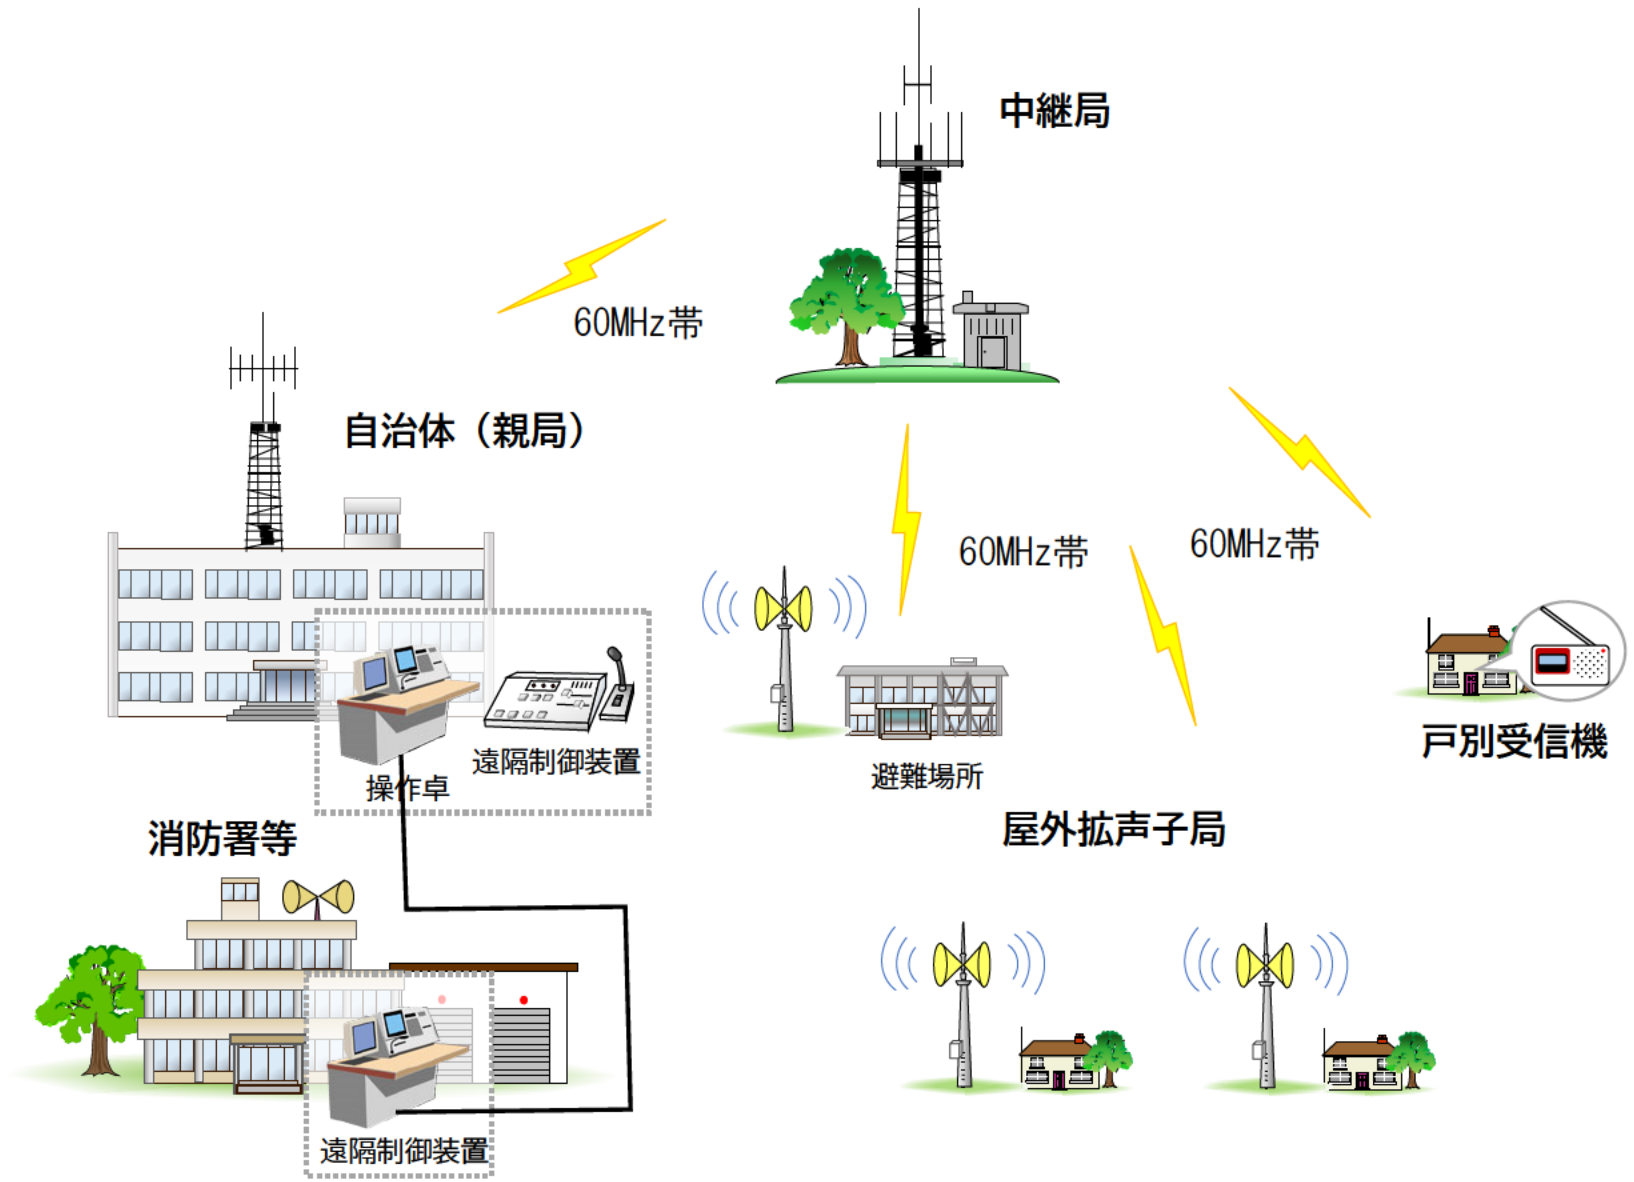 中継局
60MHz帯
自治体（親局）
60MHz帯
60MHz帯
戸別受信機
遠隔制御装置
操作卓
避難場所
消防署等
屋外拡声子局
遠隔制御装置